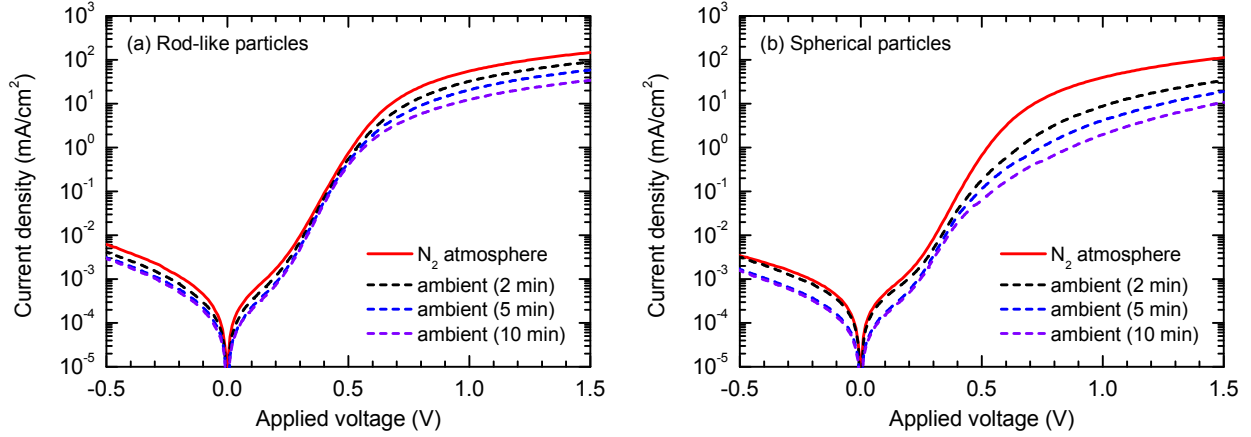 (a) Rod-like particles
Current density (mA/cm²)
10³
10²
10¹
10⁰
10⁻¹
10⁻²
10⁻³
10⁻⁴
10⁻⁵
N₂ atmosphere
ambient (2 min)
ambient (5 min)
ambient (10 min)
-0.5 0.0 0.5 1.0 1.5
Applied voltage (V)
(b) Spherical particles
Current density (mA/cm²)
10³
10²
10¹
10⁰
10⁻¹
10⁻²
10⁻³
10⁻⁴
10⁻⁵
N₂ atmosphere
ambient (2 min)
ambient (5 min)
ambient (10 min)
-0.5 0.0 0.5 1.0 1.5
Applied voltage (V)